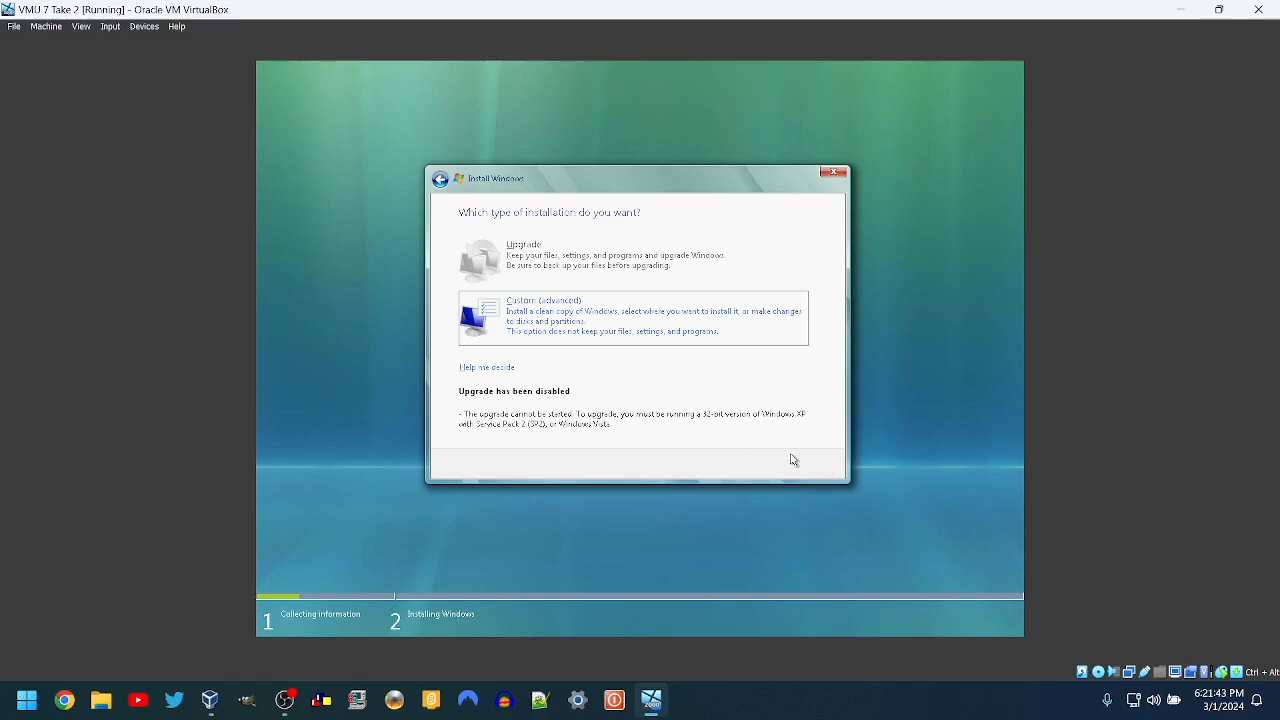 VMU 7 Take 2 [Running] - Oracle VM VirtualBox
File Machine View Input Devices Help
Install Windows
Which type of installation do you want?
Upgrade
Keep your files, settings, and programs and upgrade Windows.
Be sure to back up your files before upgrading.
Custom (advanced)
Install a clean copy of Windows, select where you want to install it, or make changes
to disks and partitions.
This option does not keep your files, settings, and programs.
Help me decide
Upgrade has been disabled
- The upgrade cannot be started. To upgrade, you must be running a 32-bit version of Windows XP
with Service Pack 2 (SP2), or Windows Vista.
1 Collecting information 2 Installing Windows
Ctrl + Alt
2000
6:21:43 PM
3/1/2024